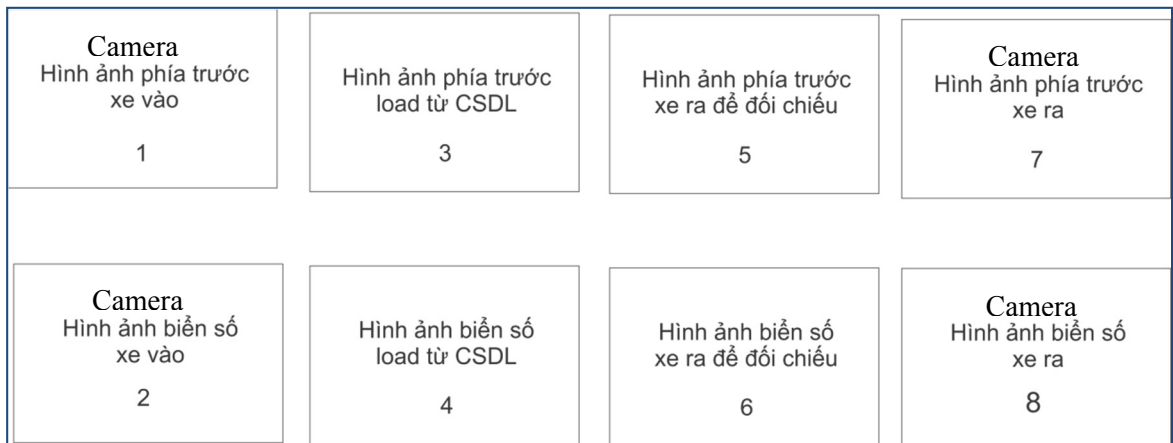 Camera
Hình ảnh phía trước
xe vào
1
Hình ảnh phía trước
load từ CSDL
3
Hình ảnh phía trước
xe ra để đối chiếu
5
Camera
Hình ảnh phía trước
xe ra
7
Camera
Hình ảnh biển số
xe vào
2
Hình ảnh biển số
load từ CSDL
4
Hình ảnh biển số
xe ra để đối chiếu
6
Camera
Hình ảnh biển số
xe ra
8